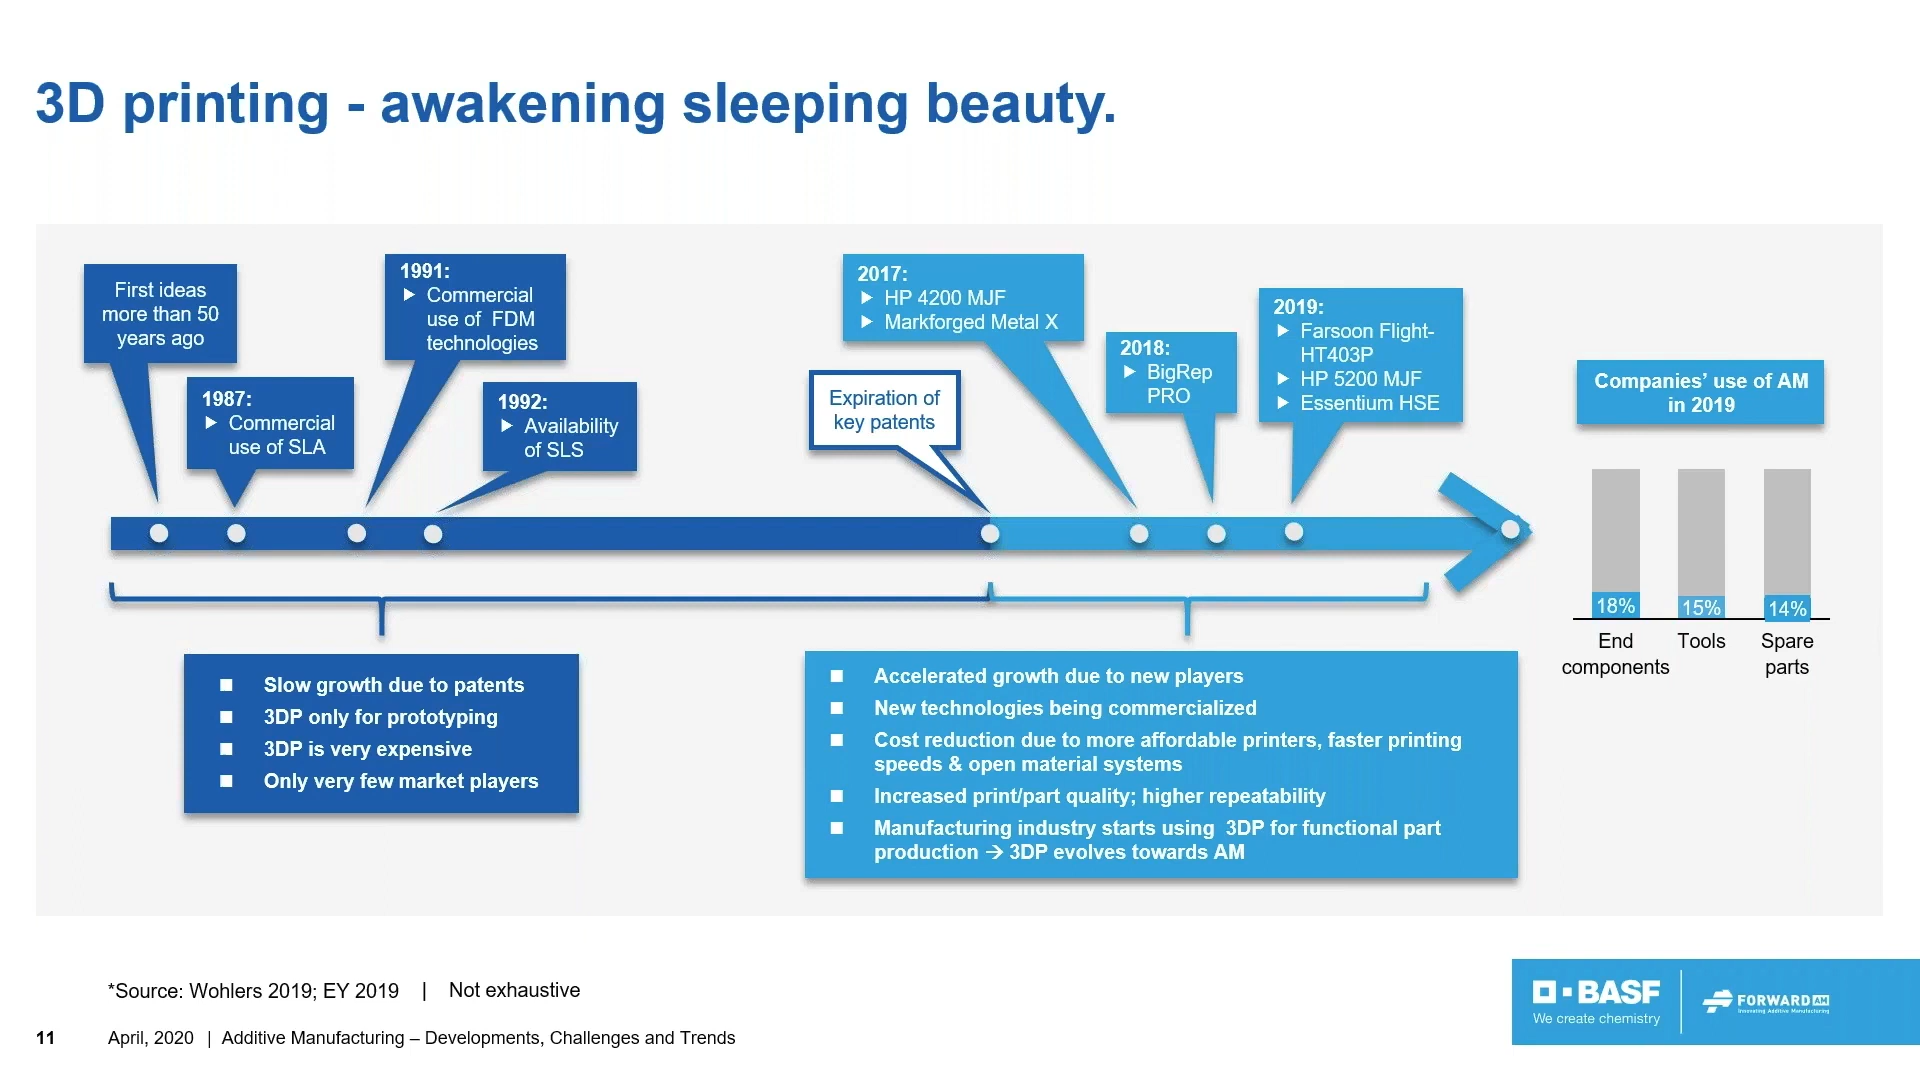 3D printing - awakening sleeping beauty.
First ideas
more than 50
years ago
1987:
Commercial
use of SLA
1991:
Commercial
use of FDM
technologies
1992:
Availability
of SLS
Expiration of
key patents
2017:
HP 4200 MJF
Markforged Metal X
2018:
BigRep
PRO
2019:
Farsoon Flight-
HT403P
HP 5200 MJF
Essentium HSE
Companies’ use of AM
in 2019
18%
15%
14%
End
components
Tools
Spare
parts
Slow growth due to patents
3DP only for prototyping
3DP is very expensive
Only very few market players
Accelerated growth due to new players
New technologies being commercialized
Cost reduction due to more affordable printers, faster printing
speeds & open material systems
Increased print/part quality; higher repeatability
Manufacturing industry starts using 3DP for functional part
production → 3DP evolves towards AM
*Source: Wohlers 2019; EY 2019 | Not exhaustive
11 April, 2020 | Additive Manufacturing – Developments, Challenges and Trends
BASF
We create chemistry
FORWARD AM
Innovating Additive Manufacturing